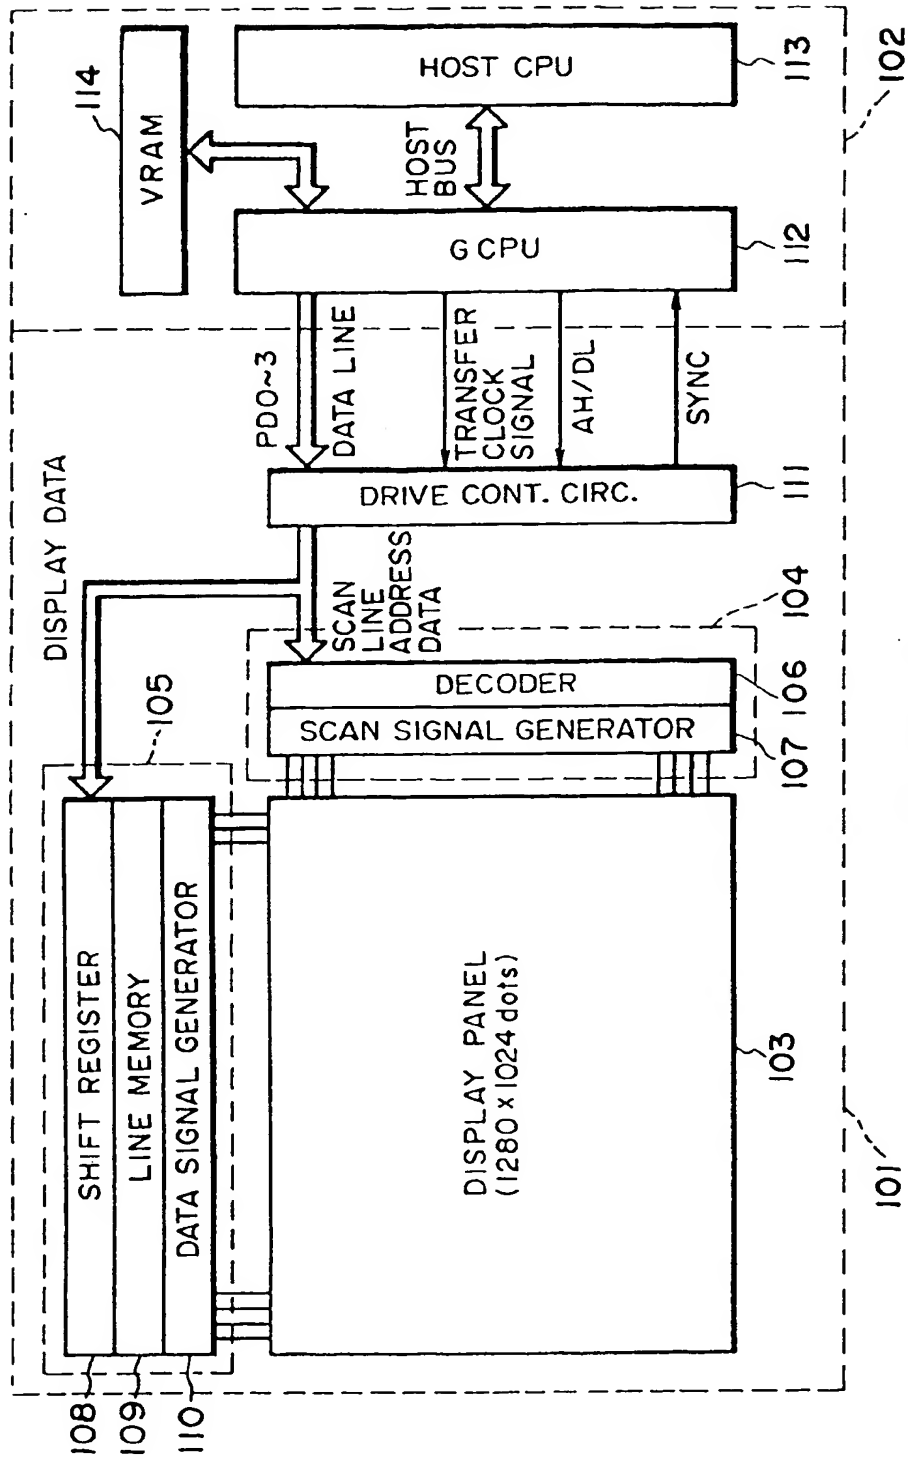 108
109
110
SHIFT REGISTER
LINE MEMORY
DATA SIGNAL GENERATOR
105
DISPLAY DATA
114
VRAM
DISPLAY PANEL
(1280 x 1024 dots)
103
SCAN SIGNAL GENERATOR
DECODER
107
106
104
SCAN
LINE
ADDRESS
DATA
DRIVE CONT. CIRC.
111
PD0~3
DATA LINE
TRANSFER
CLOCK
SIGNAL
AH/DL
SYNC
G CPU
112
HOST
BUS
HOST CPU
113
101
102